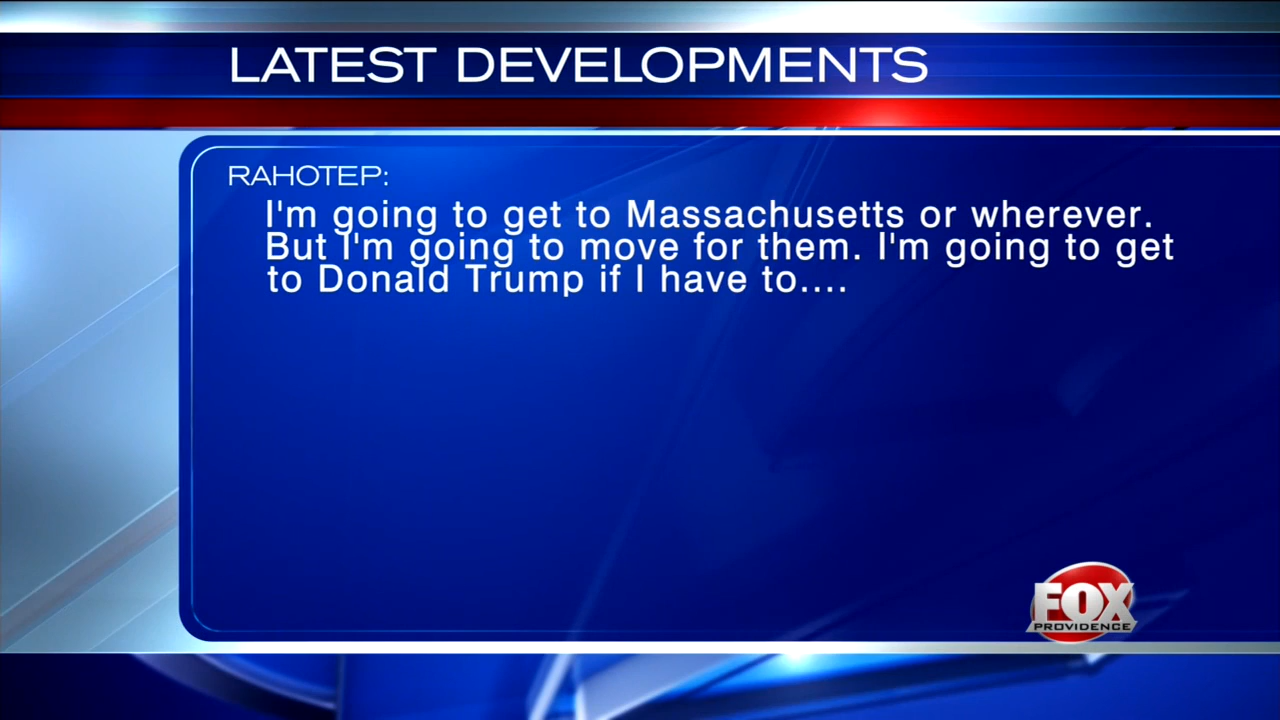 LATEST DEVELOPMENTS
RAHOTEP:
I'm going to get to Massachusetts or wherever.
But I'm going to move for them. I'm going to get
to Donald Trump if I have to....
FOX
PROVIDENCE